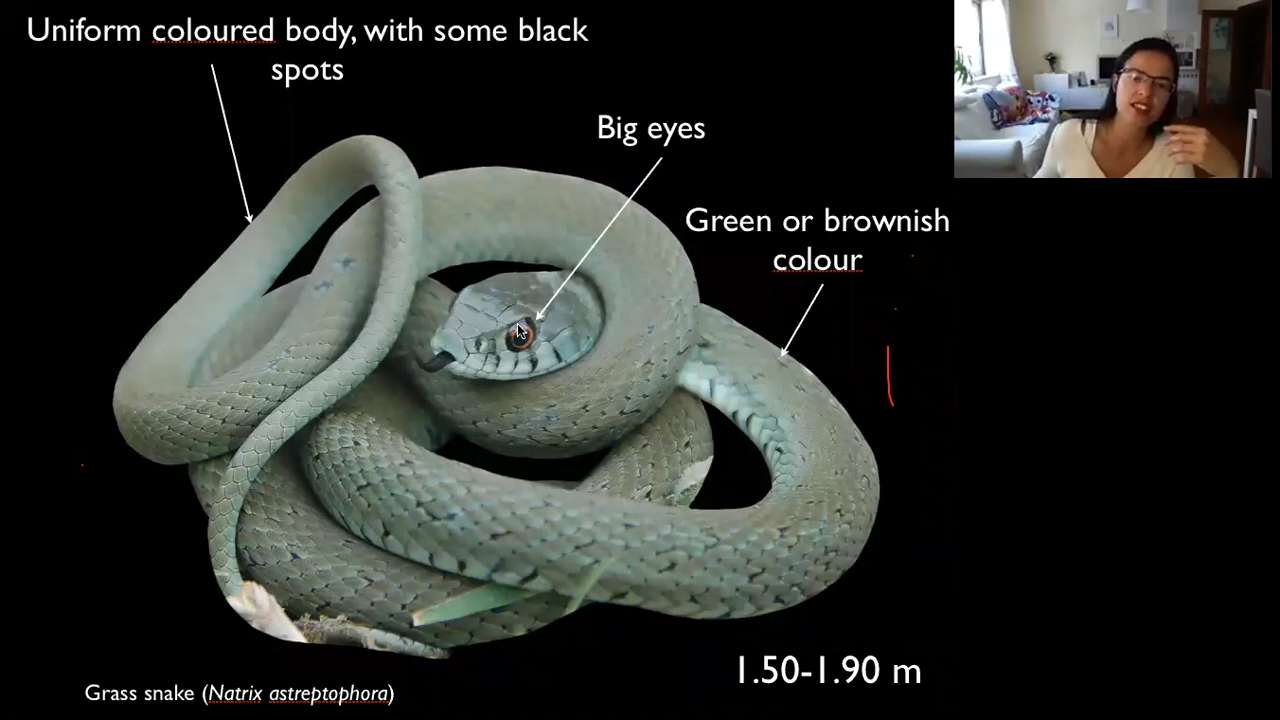 Uniform coloured body, with some black
spots
Big eyes
Green or brownish
colour
1.50-1.90 m
Grass snake (Natrix astreptophora)